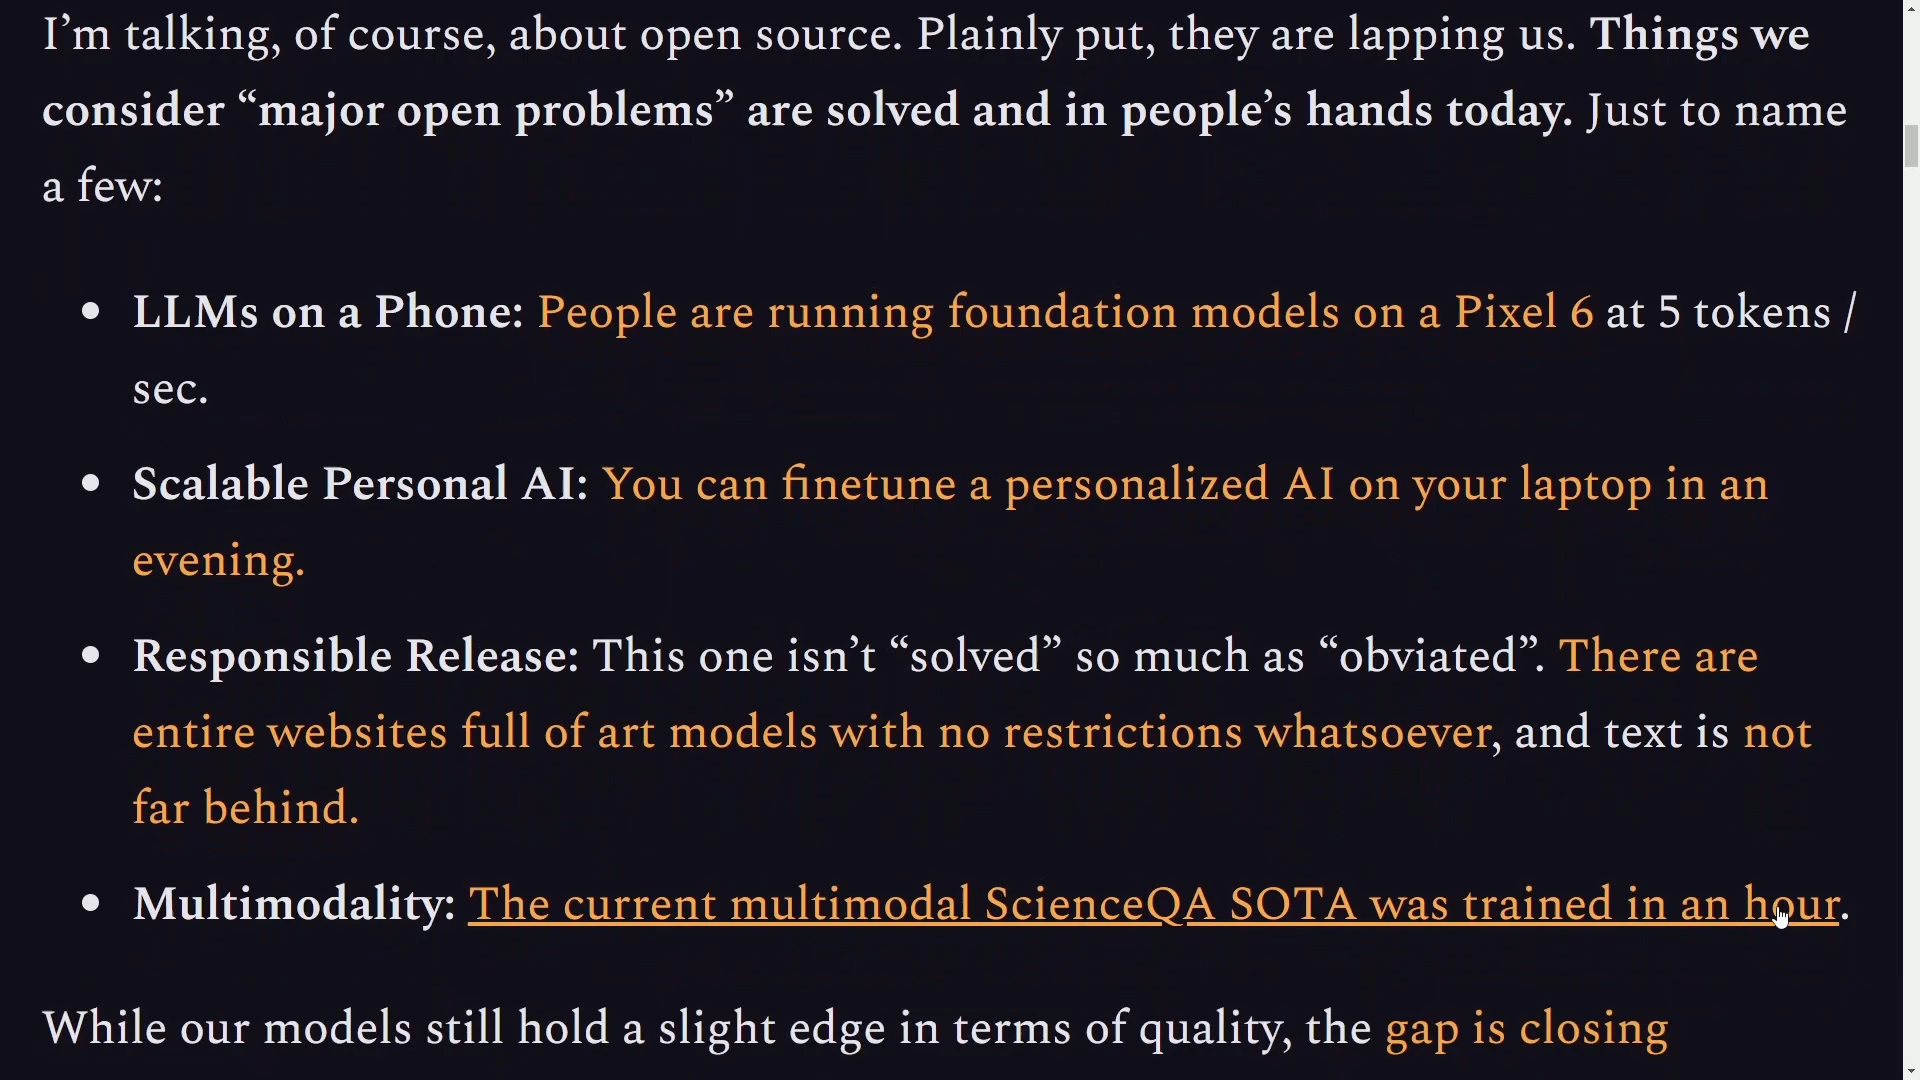 I’m talking, of course, about open source. Plainly put, they are lapping us. Things we
consider “major open problems” are solved and in people’s hands today. Just to name
a few:
• LLMs on a Phone: People are running foundation models on a Pixel 6 at 5 tokens /
sec.
• Scalable Personal AI: You can finetune a personalized AI on your laptop in an
evening.
• Responsible Release: This one isn’t “solved” so much as “obviated”. There are
entire websites full of art models with no restrictions whatsoever, and text is not
far behind.
• Multimodality: The current multimodal ScienceQA SOTA was trained in an hour.
While our models still hold a slight edge in terms of quality, the gap is closing